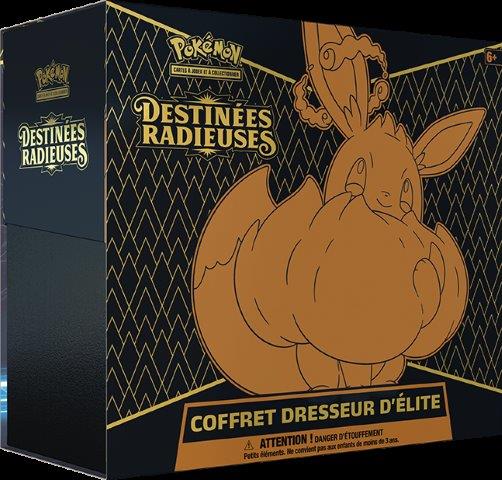 POKÉMON
DESTINÉES
RADIEUSES
POKÉMON
CARTES À JOUER ET À COLLECTIONNER
DESTINÉES
RADIEUSES
6+
COFFRET DRESSEUR D'ÉLITE
ATTENTION ! DANGER D'ÉTOUFFEMENT
Petits éléments. Ne convient pas aux enfants de moins de 3 ans.